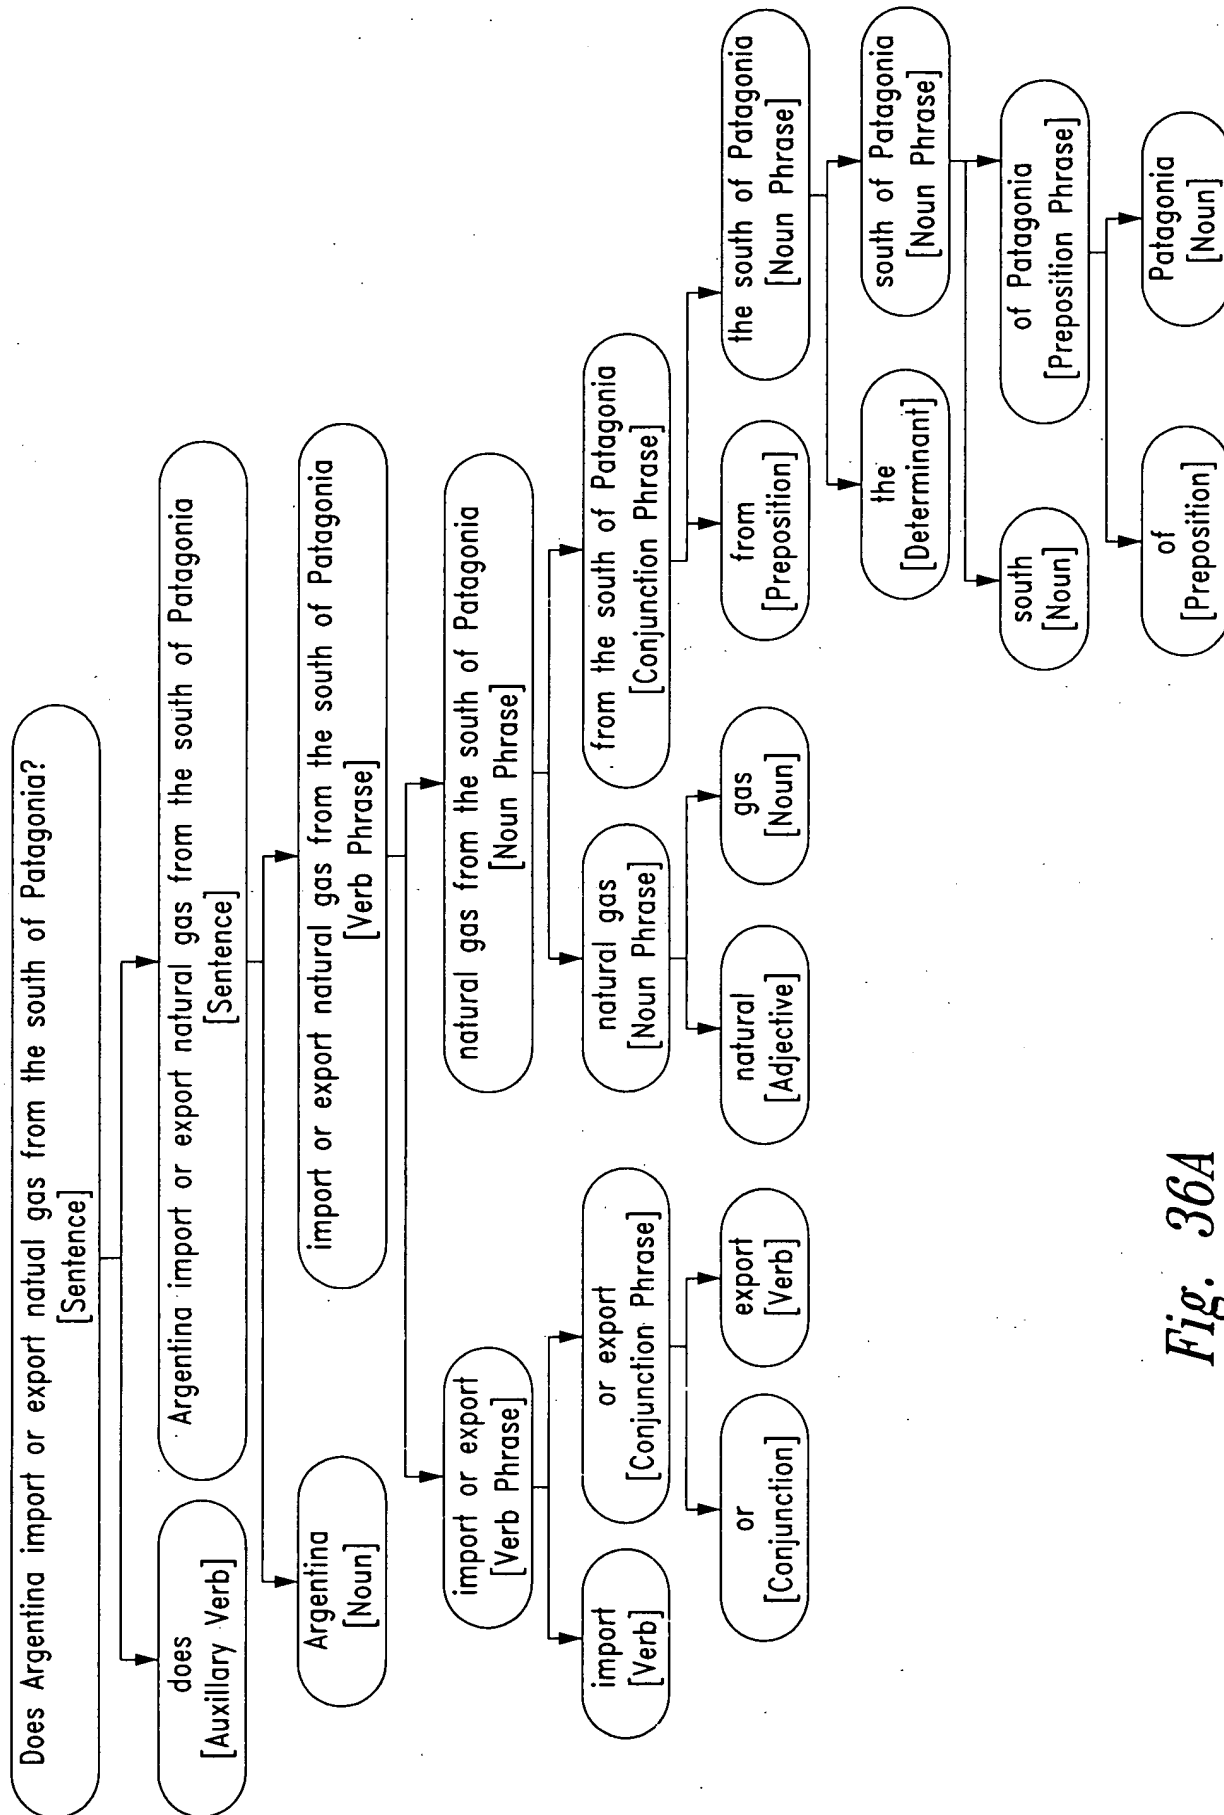 Does Argentina import or export natual gas from the south of Patagonia?
[Sentence]
does
[Auxillary Verb]
Argentina import or export natural gas from the south of Patagonia
[Sentence]
Argentina
[Noun]
import or export natural gas from the south of Patagonia
[Verb Phrase]
import or export
[Verb Phrase]
natural gas from the south of Patagonia
[Noun Phrase]
import
[Verb]
or export
[Conjunction Phrase]
natural gas
[Noun Phrase]
from the south of Patagonia
[Conjunction Phrase]
or
[Conjunction]
export
[Verb]
natural
[Adjective]
gas
[Noun]
from
[Preposition]
the south of Patagonia
[Noun Phrase]
the
[Determinant]
south of Patagonia
[Noun Phrase]
south
[Noun]
of Patagonia
[Preposition Phrase]
of
[Preposition]
Patagonia
[Noun]
Fig. 36A